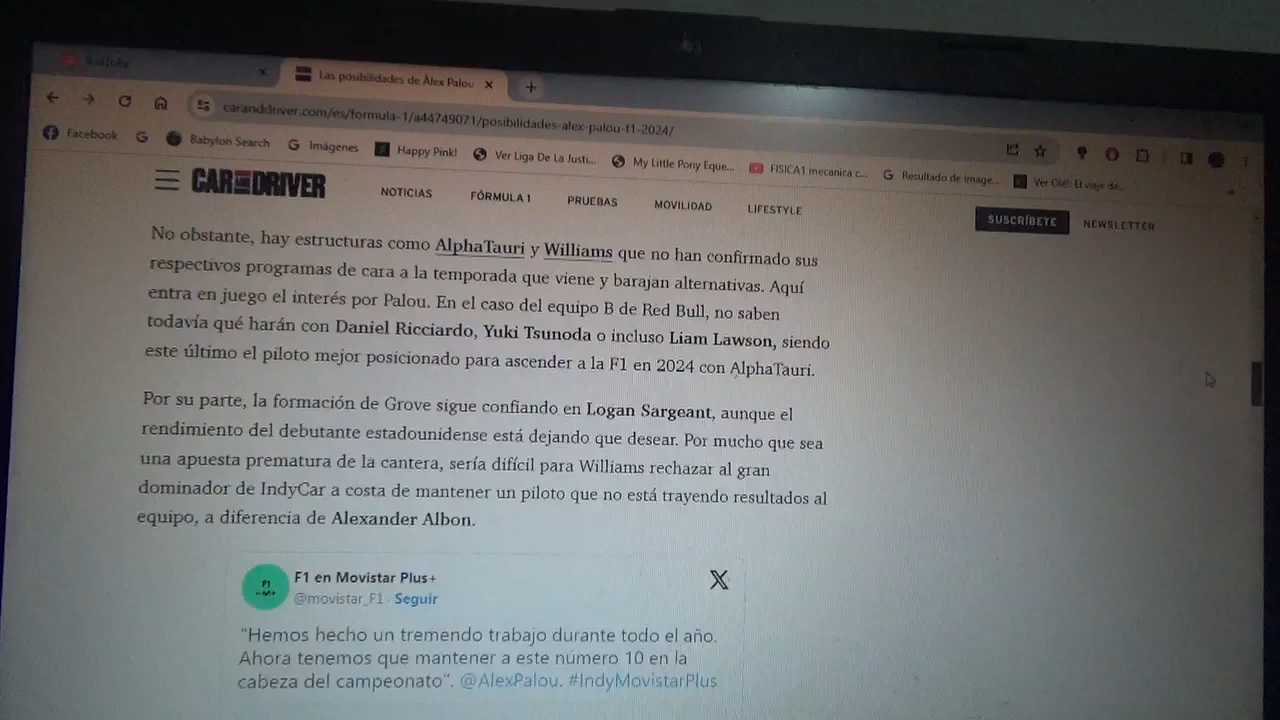 YouTube
Las posibilidades de Álex Palou
caranddriver.com/es/formula-1/a44749071/posibilidades-alex-palou-f1-2024/
Facebook
Babylon Search
Imágenes
Happy Pink!
Ver Liga De La Justi...
My Little Pony Eque...
FISICA1 mecanica c...
Resultado de image...
Ver Olé!: El viaje de...
CAR AND DRIVER
NOTICIAS
FÓRMULA 1
PRUEBAS
MOVILIDAD
LIFESTYLE
SUSCRÍBETE
NEWSLETTER
No obstante, hay estructuras como AlphaTauri y Williams que no han confirmado sus
respectivos programas de cara a la temporada que viene y barajan alternativas. Aquí
entra en juego el interés por Palou. En el caso del equipo B de Red Bull, no saben
todavía qué harán con Daniel Ricciardo, Yuki Tsunoda o incluso Liam Lawson, siendo
este último el piloto mejor posicionado para ascender a la F1 en 2024 con AlphaTauri.
Por su parte, la formación de Grove sigue confiando en Logan Sargeant, aunque el
rendimiento del debutante estadounidense está dejando que desear. Por mucho que sea
una apuesta prematura de la cantera, sería difícil para Williams rechazar al gran
dominador de IndyCar a costa de mantener un piloto que no está trayendo resultados al
equipo, a diferencia de Alexander Albon.
F1 en Movistar Plus+
@movistar_F1 · Seguir
"Hemos hecho un tremendo trabajo durante todo el año.
Ahora tenemos que mantener a este número 10 en la
cabeza del campeonato". @AlexPalou. #IndyMovistarPlus